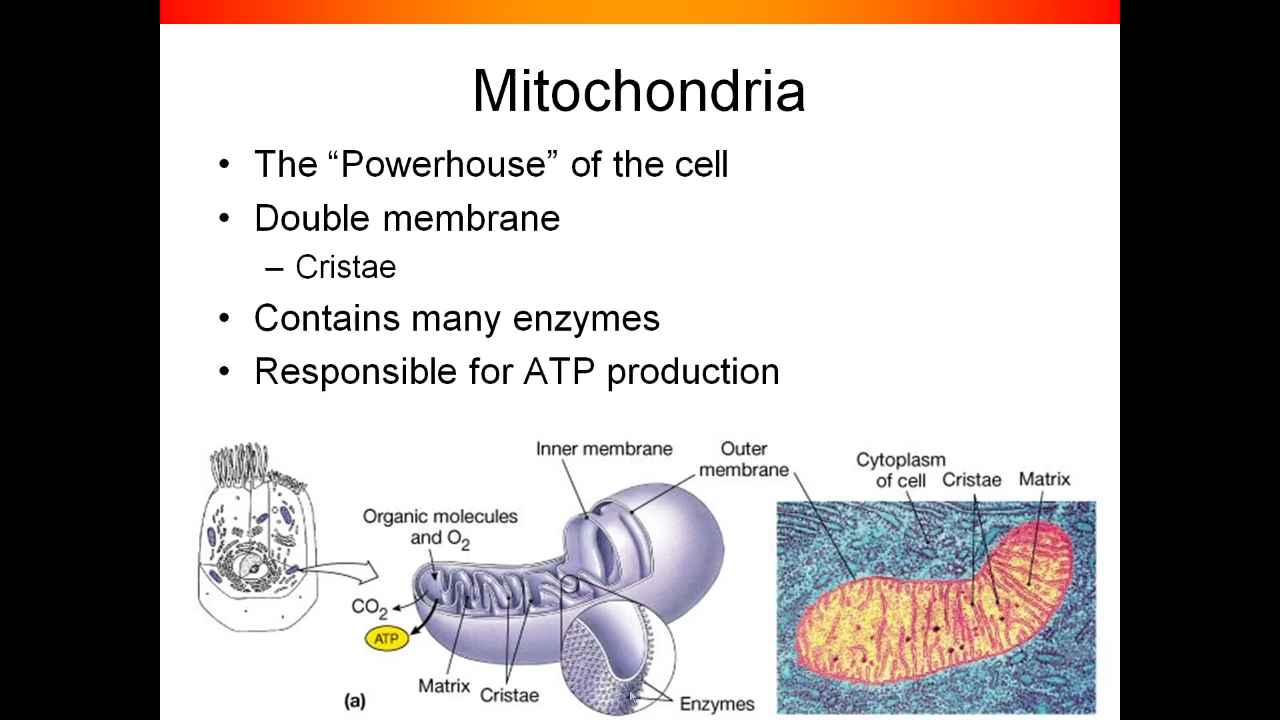 Mitochondria
• The “Powerhouse” of the cell
• Double membrane
– Cristae
• Contains many enzymes
• Responsible for ATP production
Inner membrane
Outer
membrane
Cytoplasm
of cell
Cristae
Matrix
Organic molecules
and O₂
CO₂
ATP
Matrix
Cristae
Enzymes
(a)